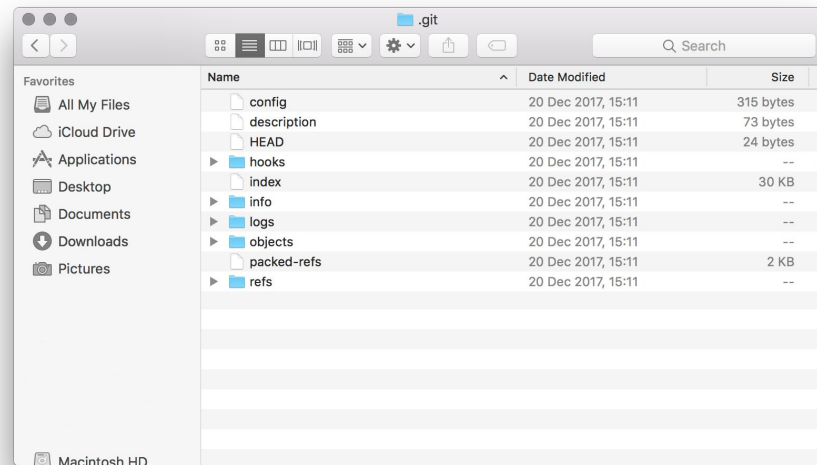 .git
Search
Favorites
All My Files
iCloud Drive
Applications
Desktop
Documents
Downloads
Pictures
Macintosh HD
Name Date Modified Size
config 20 Dec 2017, 15:11 315 bytes
description 20 Dec 2017, 15:11 73 bytes
HEAD 20 Dec 2017, 15:11 24 bytes
hooks 20 Dec 2017, 15:11 --
index 20 Dec 2017, 15:11 30 KB
info 20 Dec 2017, 15:11 --
logs 20 Dec 2017, 15:11 --
objects 20 Dec 2017, 15:11 --
packed-refs 20 Dec 2017, 15:11 2 KB
refs 20 Dec 2017, 15:11 --